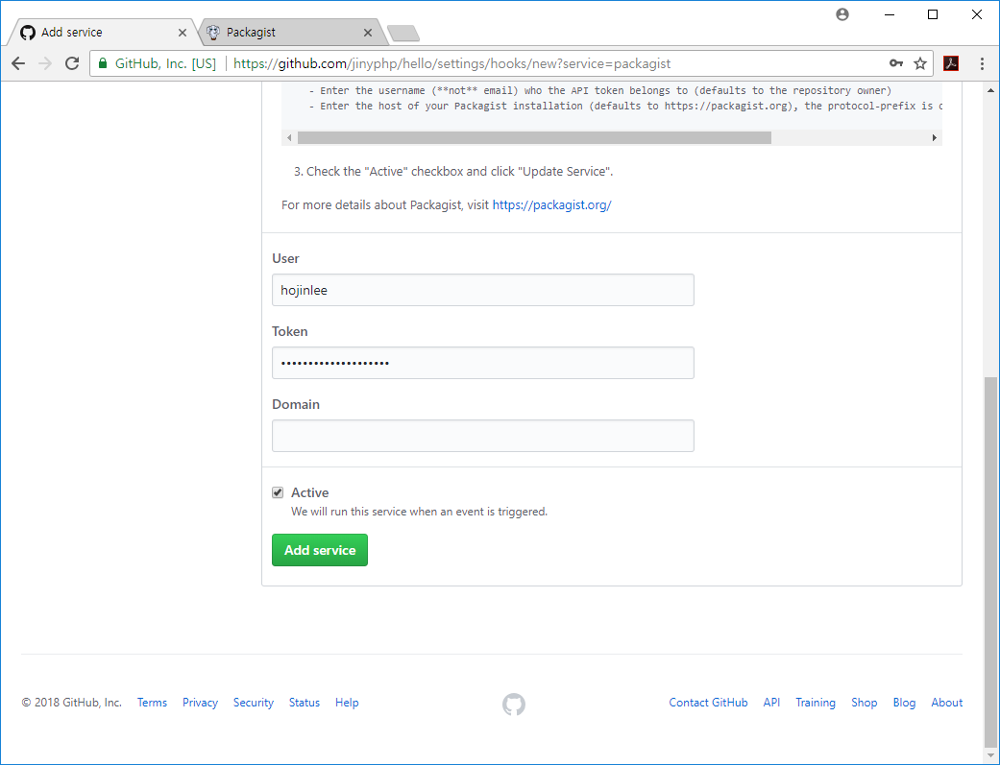 Add service
Packagist
GitHub, Inc. [US] | https://github.com/jinyphp/hello/settings/hooks/new?service=packagist
- Enter the username (**not** email) who the API token belongs to (defaults to the repository owner)
- Enter the host of your Packagist installation (defaults to https://packagist.org), the protocol-prefix is
3. Check the "Active" checkbox and click "Update Service".
For more details about Packagist, visit https://packagist.org/
User
hojinlee
Token
••••••••••••••••••••
Domain
Active
We will run this service when an event is triggered.
Add service
© 2018 GitHub, Inc. Terms Privacy Security Status Help Contact GitHub API Training Shop Blog About